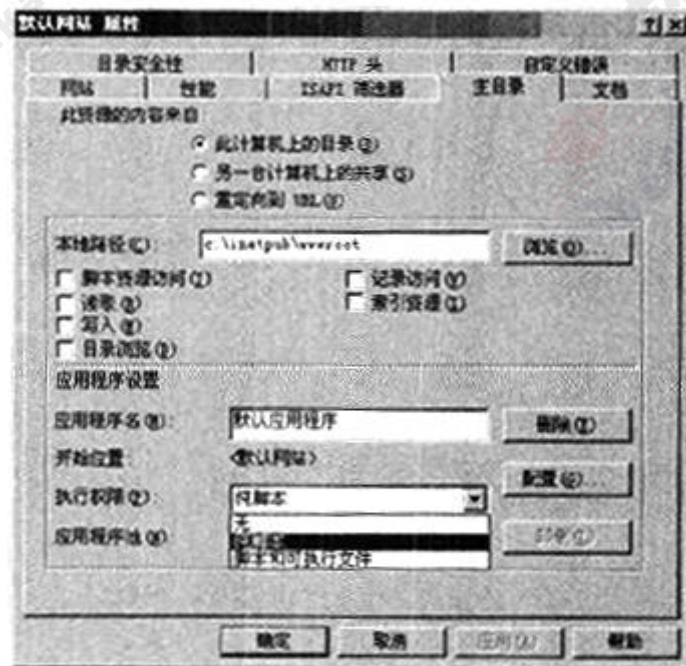 默认网站 属性
目录安全性 HTTP 头 自定义错误
网站 性能 ISAPI 筛选器 主目录 文档
此资源的内容来自
此计算机上的目录(D)
另一台计算机上的共享(S)
重定向到 URL(U)
本地路径(C): c:\inetpub\wwwroot 浏览(O)...
脚本资源访问(T) 记录访问(V)
读取(R) 索引资源(I)
写入(W)
目录浏览(B)
应用程序设置
应用程序名(M): 默认应用程序 删除(E)
开始位置: <默认网站>
配置(G)...
执行权限(P): 纯脚本
无
应用程序池(N)
脚本和可执行文件
确定 取消 应用(A) 帮助